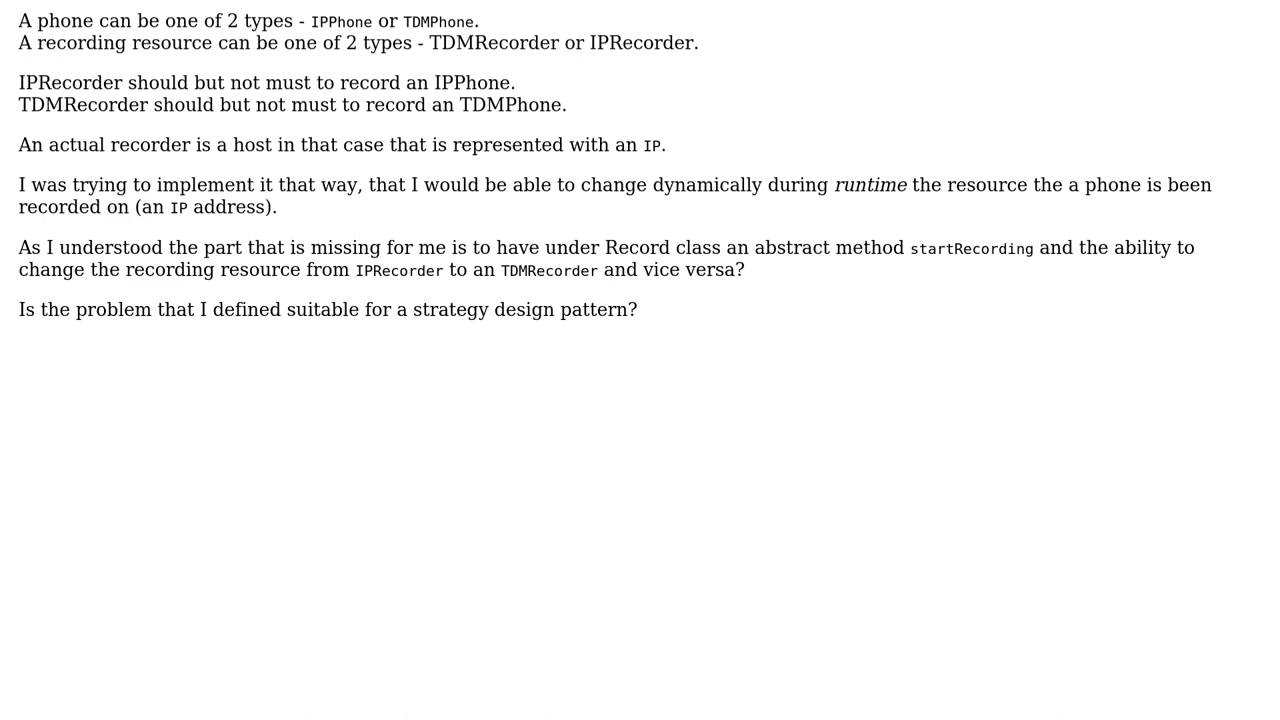 A phone can be one of 2 types - IPPhone or TDMPhone.
A recording resource can be one of 2 types - TDMRecorder or IPRecorder.
IPRecorder should but not must to record an IPPhone.
TDMRecorder should but not must to record an TDMPhone.
An actual recorder is a host in that case that is represented with an IP.
I was trying to implement it that way, that I would be able to change dynamically during runtime the resource the a phone is been
recorded on (an IP address).
As I understood the part that is missing for me is to have under Record class an abstract method startRecording and the ability to
change the recording resource from IPRecorder to an TDMRecorder and vice versa?
Is the problem that I defined suitable for a strategy design pattern?